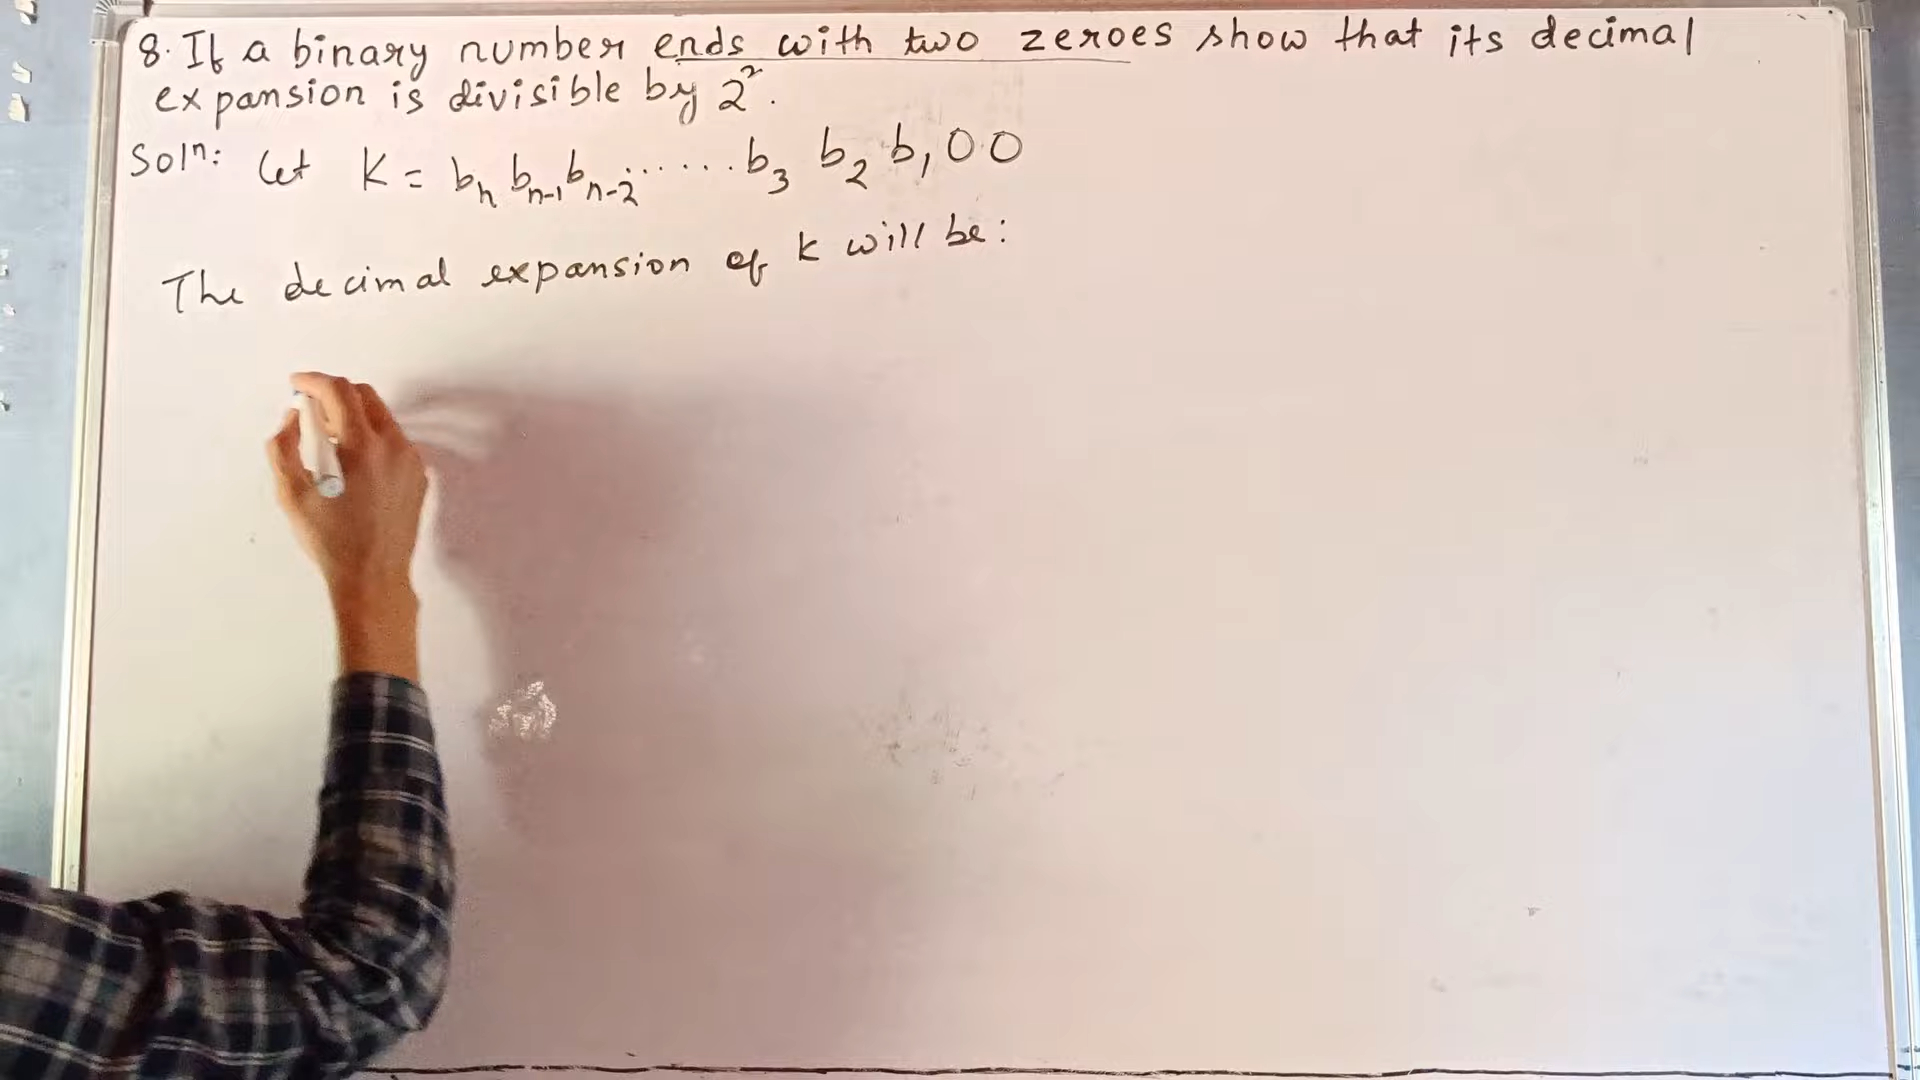 8. If a binary number ends with two zeroes show that its decimal
expansion is divisible by 2².
Solⁿ: Let K = bₙ bₙ₋₁ bₙ₋₂ ....... b₃ b₂ b₁ 0 0
The decimal expansion of k will be: